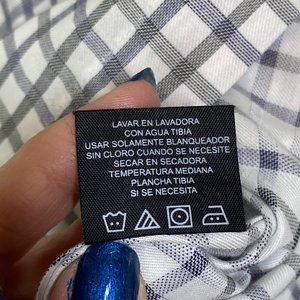 LAVAR EN LAVADORA
CON AGUA TIBIA
USAR SOLAMENTE BLANQUEADOR
SIN CLORO CUANDO SE NECESITE
SECAR EN SECADORA
TEMPERATURA MEDIANA
PLANCHA TIBIA
SI SE NECESITA